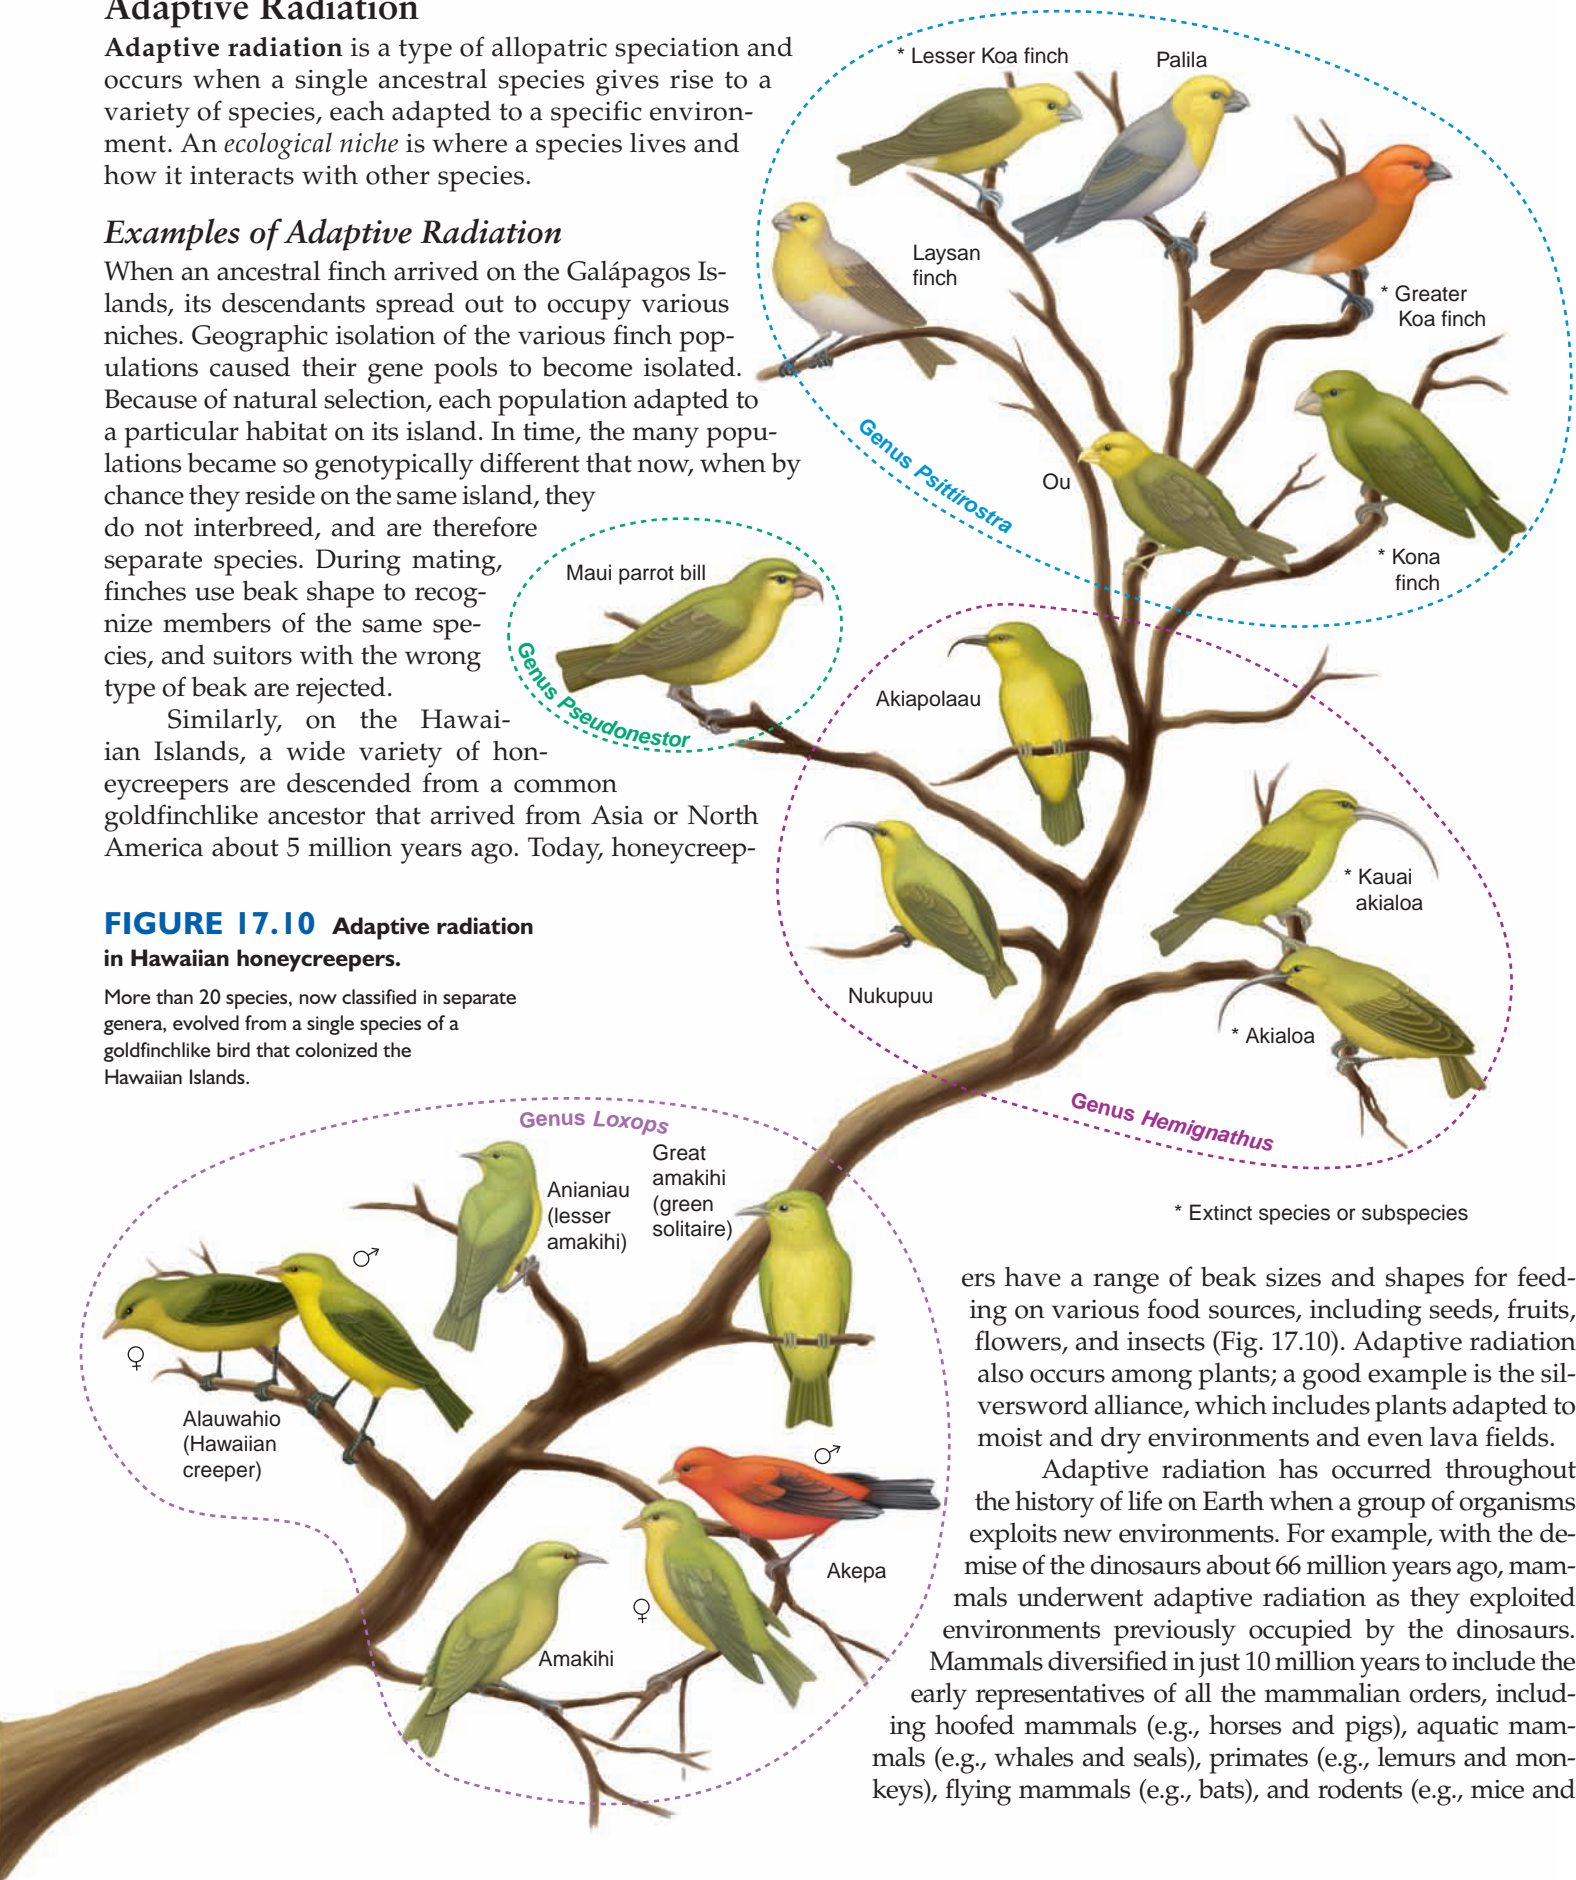 Adaptive Radiation
Adaptive radiation is a type of allopatric speciation and
occurs when a single ancestral species gives rise to a
variety of species, each adapted to a specific environ-
ment. An ecological niche is where a species lives and
how it interacts with other species.
Examples of Adaptive Radiation
When an ancestral finch arrived on the Galápagos Is-
lands, its descendants spread out to occupy various
niches. Geographic isolation of the various finch pop-
ulations caused their gene pools to become isolated.
Because of natural selection, each population adapted to
a particular habitat on its island. In time, the many popu-
lations became so genotypically different that now, when by
chance they reside on the same island, they
do not interbreed, and are therefore
separate species. During mating,
finches use beak shape to recog-
nize members of the same spe-
cies, and suitors with the wrong
type of beak are rejected.
Similarly, on the Hawai-
ian Islands, a wide variety of hon-
eycreepers are descended from a common
goldfinchlike ancestor that arrived from Asia or North
America about 5 million years ago. Today, honeycreep-
FIGURE 17.10 Adaptive radiation
in Hawaiian honeycreepers.
More than 20 species, now classified in separate
genera, evolved from a single species of a
goldfinchlike bird that colonized the
Hawaiian Islands.
* Lesser Koa finch
Palila
Laysan
finch
* Greater
Koa finch
Genus Psittirostra
Ou
* Kona
finch
Maui parrot bill
Genus Pseudonestor
Akiapolaau
* Kauai
akialoa
Nukupuu
* Akialoa
Genus Hemignathus
Genus Loxops
Great
amakihi
(green
solitaire)
Anianiau
(lesser
amakihi)
♂
♀
Alauwahio
(Hawaiian
creeper)
♂
Akepa
♀
Amakihi
* Extinct species or subspecies
ers have a range of beak sizes and shapes for feed-
ing on various food sources, including seeds, fruits,
flowers, and insects (Fig. 17.10). Adaptive radiation
also occurs among plants; a good example is the sil-
versword alliance, which includes plants adapted to
moist and dry environments and even lava fields.
Adaptive radiation has occurred throughout
the history of life on Earth when a group of organisms
exploits new environments. For example, with the de-
mise of the dinosaurs about 66 million years ago, mam-
mals underwent adaptive radiation as they exploited
environments previously occupied by the dinosaurs.
Mammals diversified in just 10 million years to include the
early representatives of all the mammalian orders, includ-
ing hoofed mammals (e.g., horses and pigs), aquatic mam-
mals (e.g., whales and seals), primates (e.g., lemurs and mon-
keys), flying mammals (e.g., bats), and rodents (e.g., mice and